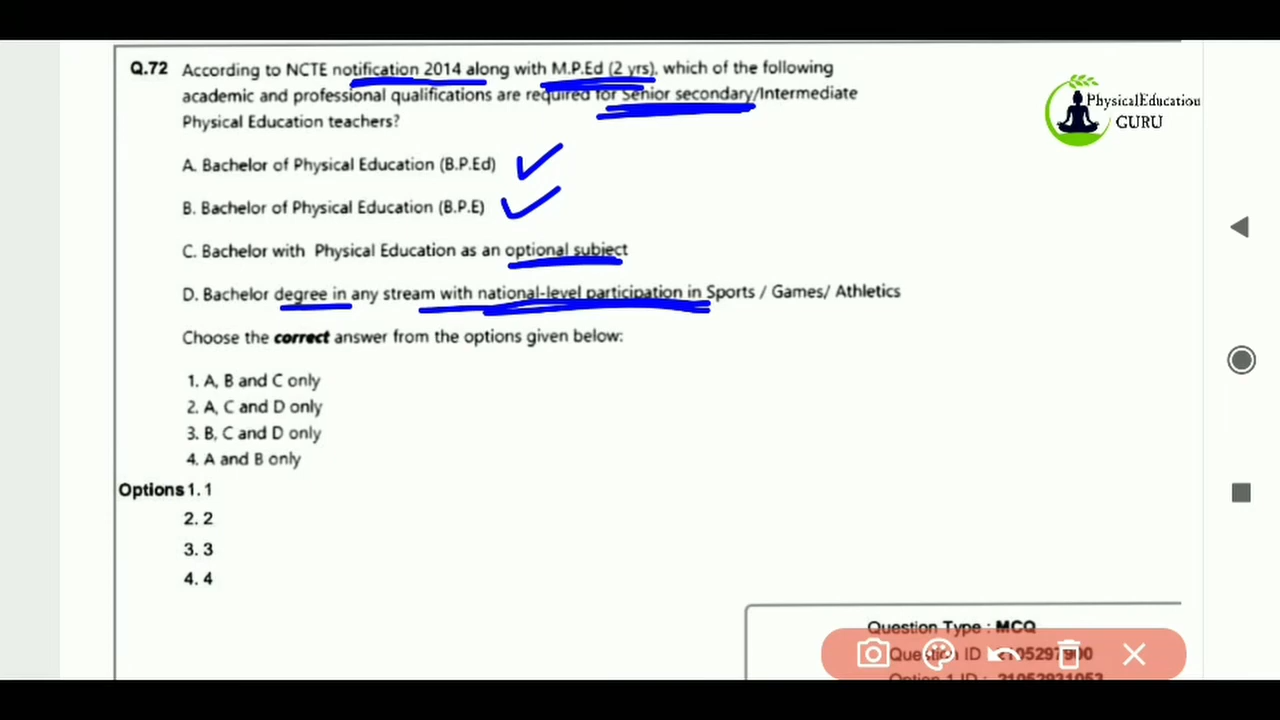 Q.72 According to NCTE notification 2014 along with M.P.Ed (2 yrs), which of the following
academic and professional qualifications are required for Senior secondary/Intermediate
Physical Education teachers?
PhysicalEducation
GURU
A. Bachelor of Physical Education (B.P.Ed)
B. Bachelor of Physical Education (B.P.E)
C. Bachelor with Physical Education as an optional subject
D. Bachelor degree in any stream with national-level participation in Sports / Games/ Athletics
Choose the correct answer from the options given below:
1. A, B and C only
2. A, C and D only
3. B, C and D only
4. A and B only
Options 1. 1
2. 2
3. 3
4. 4
Question Type : MCQ
Question ID